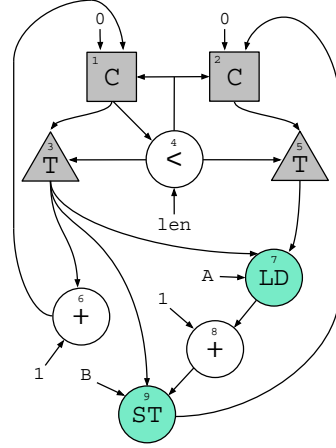 0 0
1 C 2 C
3 T 4 < 5 T
len
A 7 LD
6 + 1 8 +
1 B 9 ST